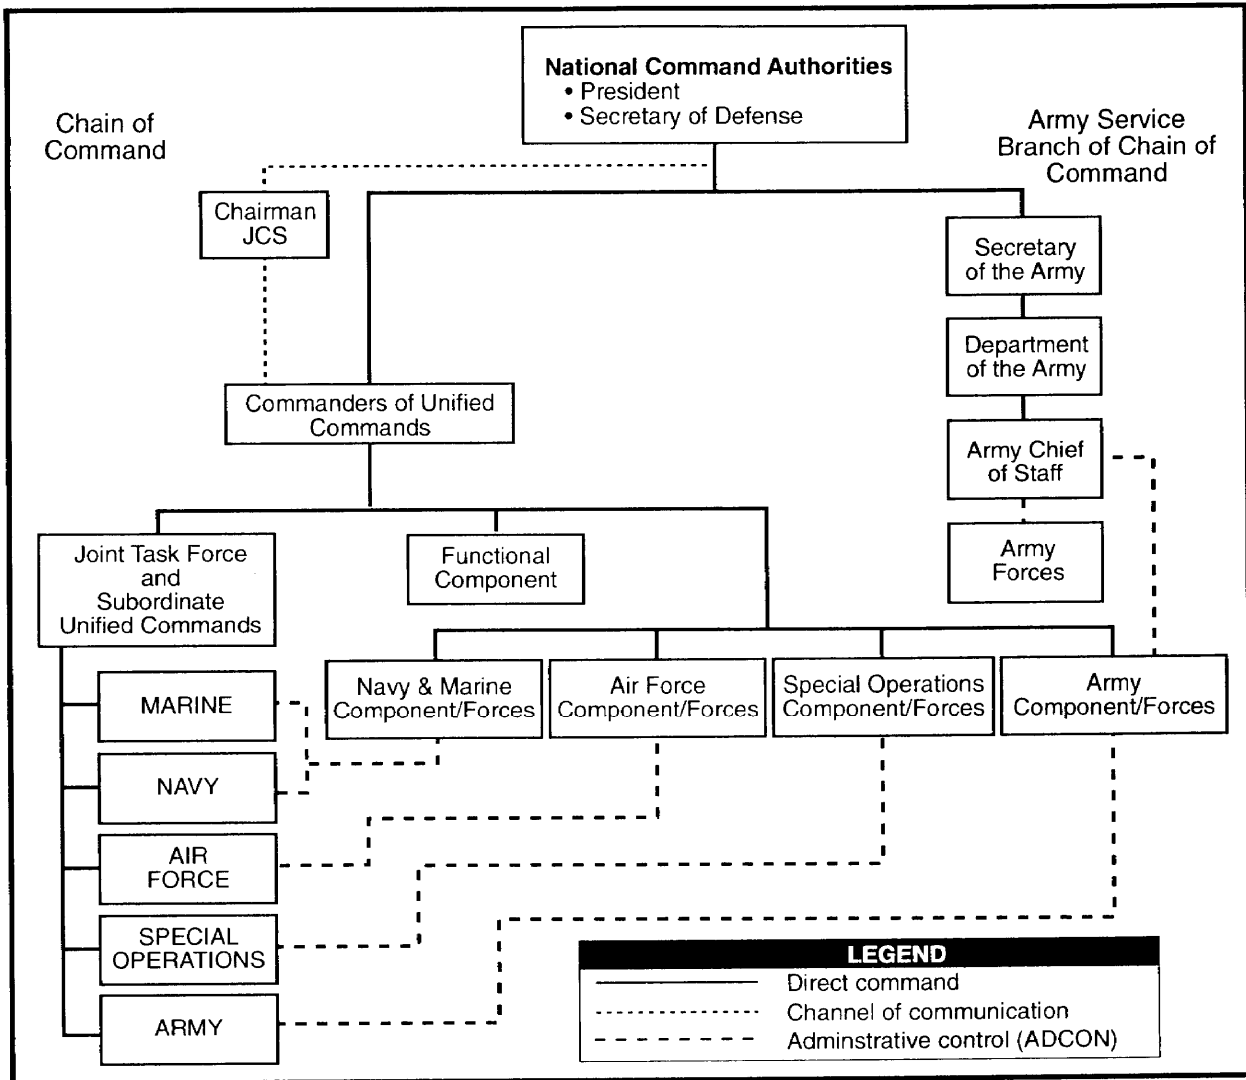 National Command Authorities
• President
• Secretary of Defense
Chain of
Command
Army Service
Branch of Chain of
Command
Chairman
JCS
Secretary
of the Army
Department
of the Army
Commanders of Unified
Commands
Army Chief
of Staff
Joint Task Force
and
Subordinate
Unified Commands
Functional
Component
Army
Forces
Navy & Marine
Component/Forces
Air Force
Component/Forces
Special Operations
Component/Forces
Army
Component/Forces
MARINE
NAVY
AIR
FORCE
SPECIAL
OPERATIONS
ARMY
LEGEND
Direct command
Channel of communication
Adminstrative control (ADCON)